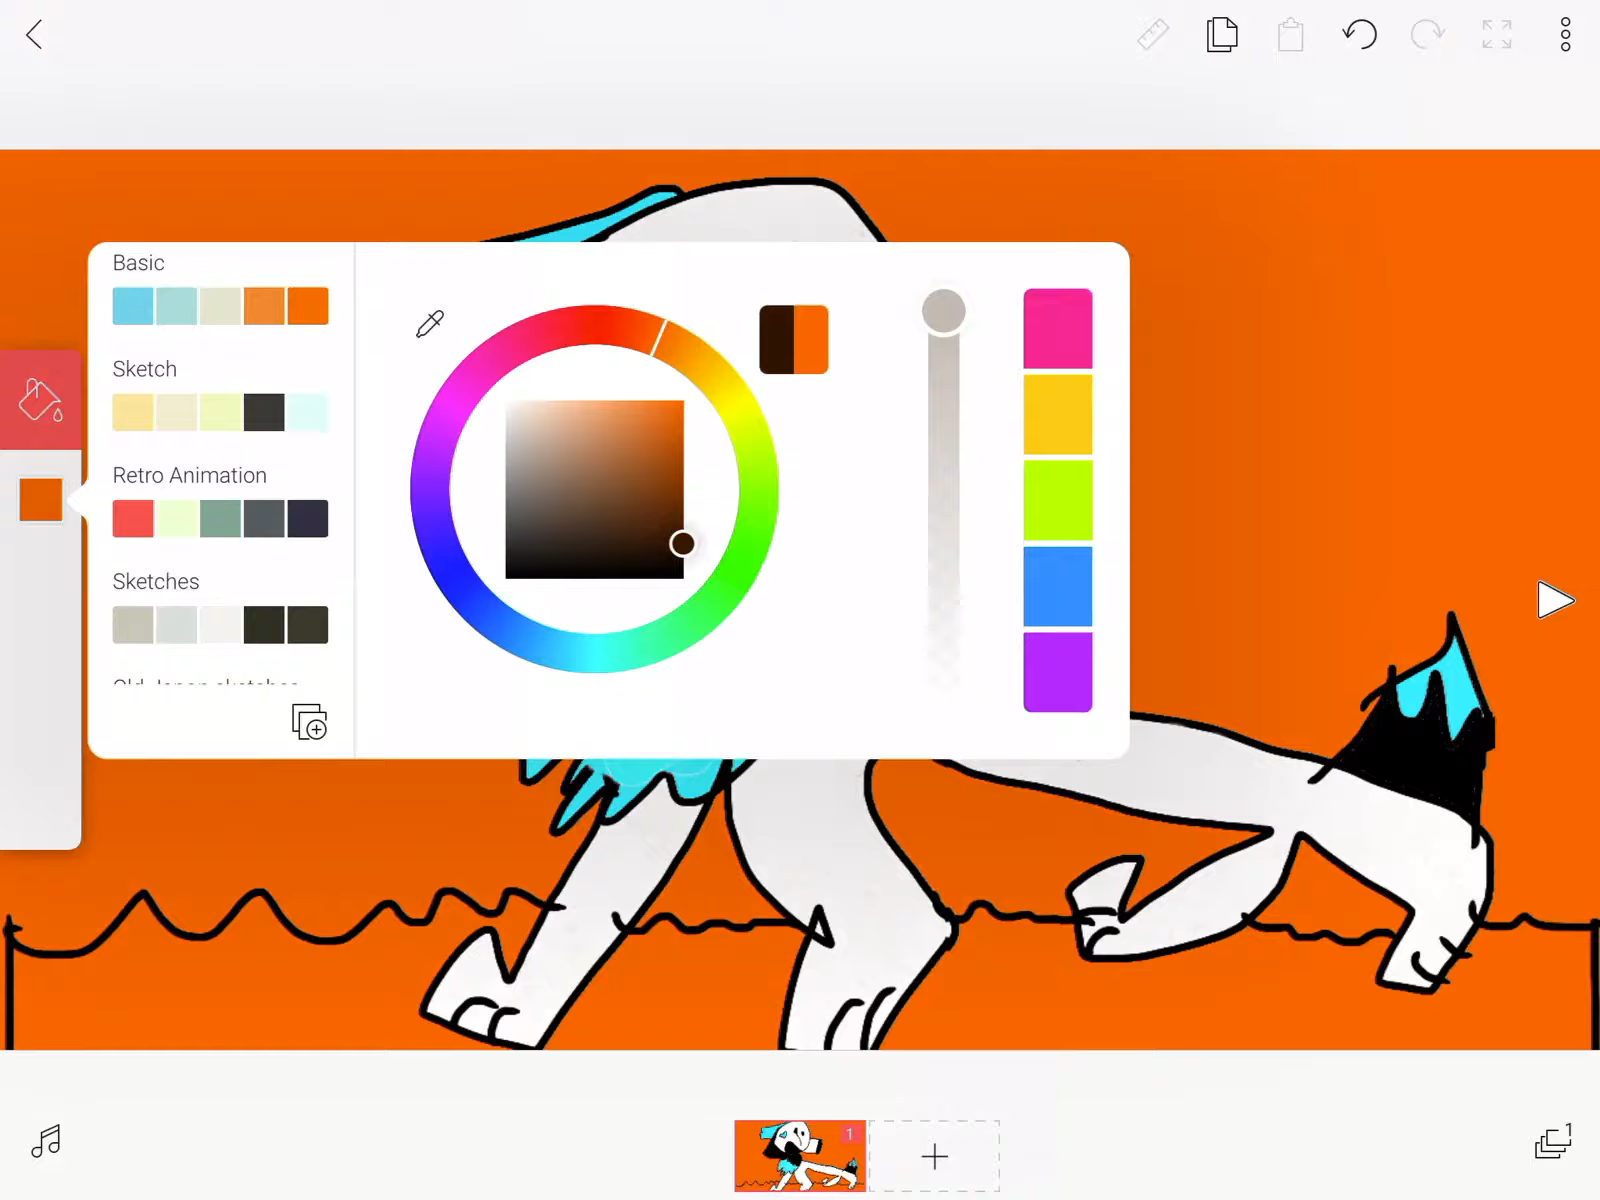 Basic
Sketch
Retro Animation
Sketches
1
1